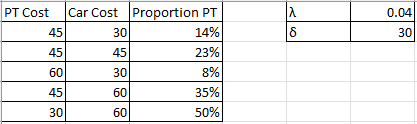 PT Cost Car Cost Proportion PT λ 0.04
45 30 14% δ 30
45 45 23%
60 30 8%
45 60 35%
30 60 50%